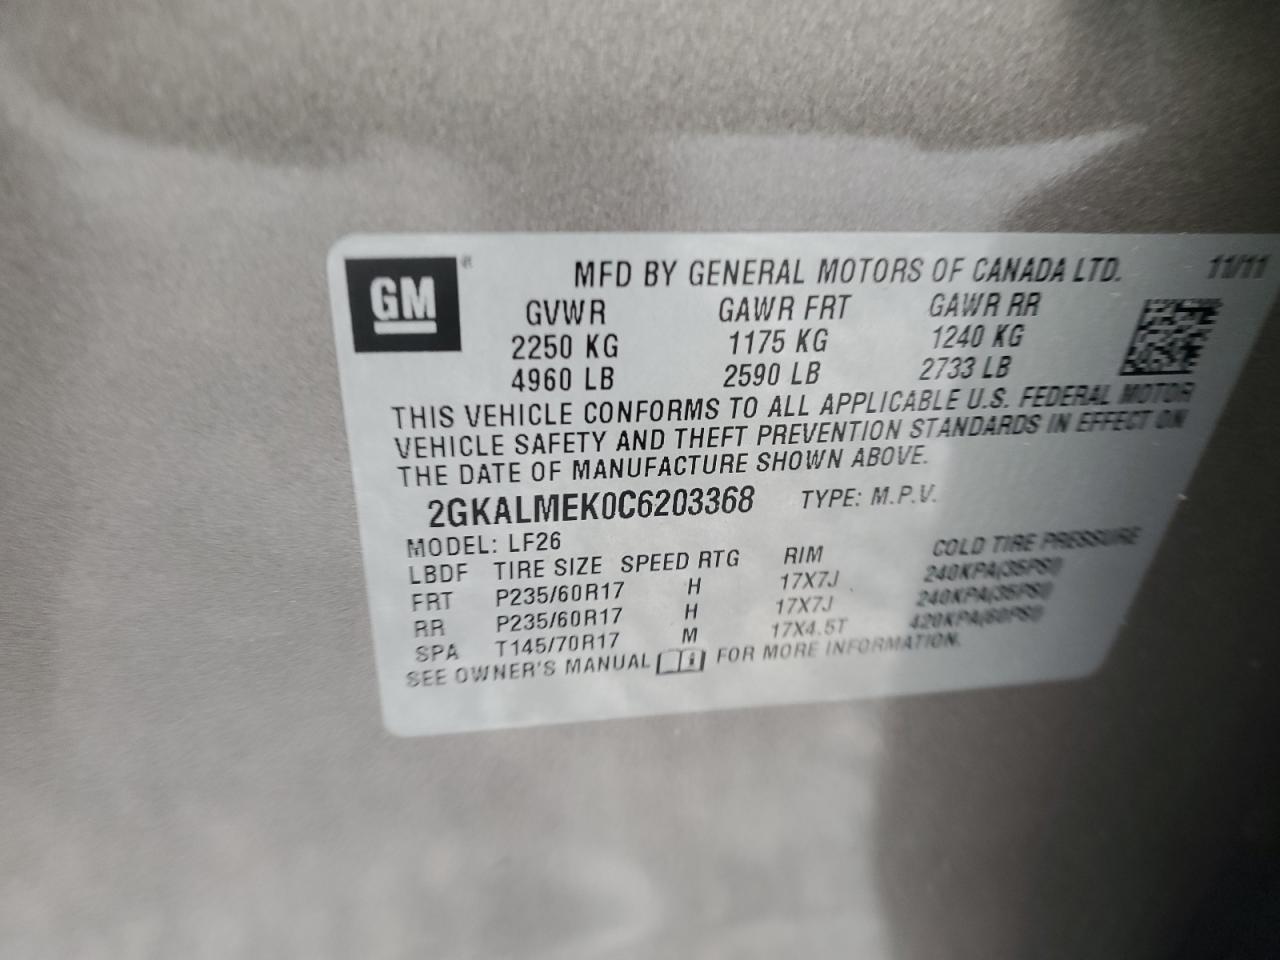 GM ®
MFD BY GENERAL MOTORS OF CANADA LTD. 11/11
GVWR GAWR FRT GAWR RR
2250 KG 1175 KG 1240 KG
4960 LB 2590 LB 2733 LB
THIS VEHICLE CONFORMS TO ALL APPLICABLE U.S. FEDERAL MOTOR
VEHICLE SAFETY AND THEFT PREVENTION STANDARDS IN EFFECT ON
THE DATE OF MANUFACTURE SHOWN ABOVE.
2GKALMEK0C6203368 TYPE: M.P.V.
MODEL: LF26
LBDF TIRE SIZE SPEED RTG RIM COLD TIRE PRESSURE
FRT P235/60R17 H 17X7J 240KPA(35PSI)
RR P235/60R17 H 17X7J 240KPA(35PSI)
SPA T145/70R17 M 17X4.5T 420KPA(60PSI)
SEE OWNER'S MANUAL FOR MORE INFORMATION.